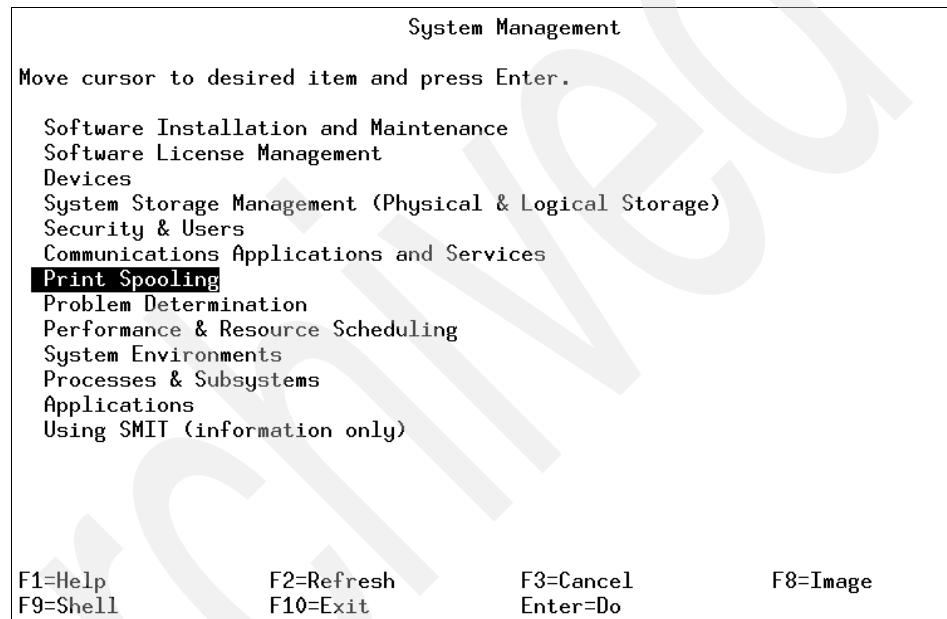 System Management
Move cursor to desired item and press Enter.
Software Installation and Maintenance
Software License Management
Devices
System Storage Management (Physical & Logical Storage)
Security & Users
Communications Applications and Services
Print Spooling
Problem Determination
Performance & Resource Scheduling
System Environments
Processes & Subsystems
Applications
Using SMIT (information only)
F1=Help F2=Refresh F3=Cancel F8=Image
F9=Shell F10=Exit Enter=Do
rchived